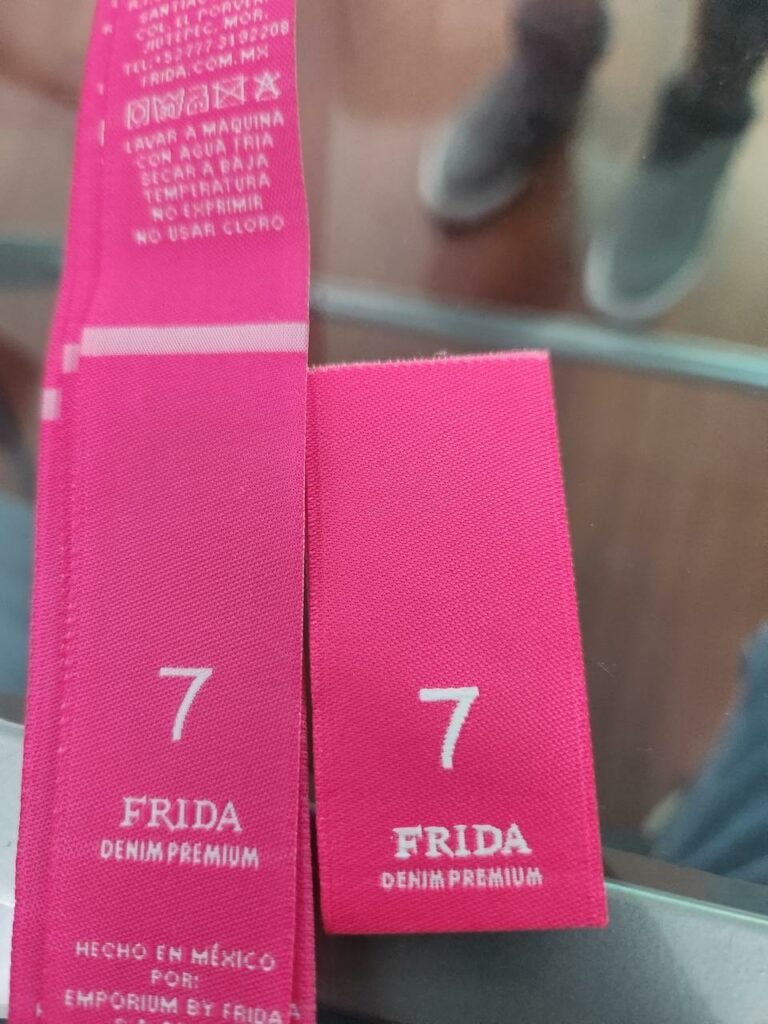 SANTIAG
COL. EL PORVE
JIUTEPEC, MOR.
TEL:+52777 3192208
FRIDA.COM.MX
LAVAR A MAQUINA
CON AGUA FRIA
SECAR A BAJA
TEMPERATURA
NO EXPRIMIR
NO USAR CLORO
7
FRIDA
DENIM PREMIUM
HECHO EN MÉXICO
POR:
EMPORIUM BY FRIDA
7
FRIDA
DENIM PREMIUM